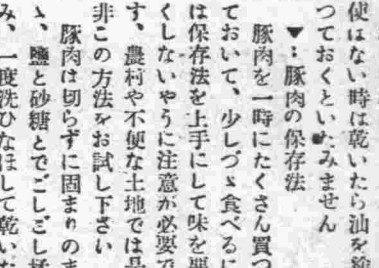 使はない時は乾いたら油を塗
つておくといたみません
▼‥豚肉の保存法
豚肉を一時にたくさん買つ
ておいて、少しづゝ食べるに
は保存法を上手にして味を悪
くしないやうに注意が必要で
す、農村や不便な土地では是
非この方法をお試し下さい
豚肉は切らずに固まりのま
ゝ、鹽と砂糖とでごしごし揉
み、一度洗ひなほして乾いた